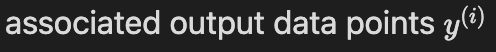 associated output data points $y^{(i)}$